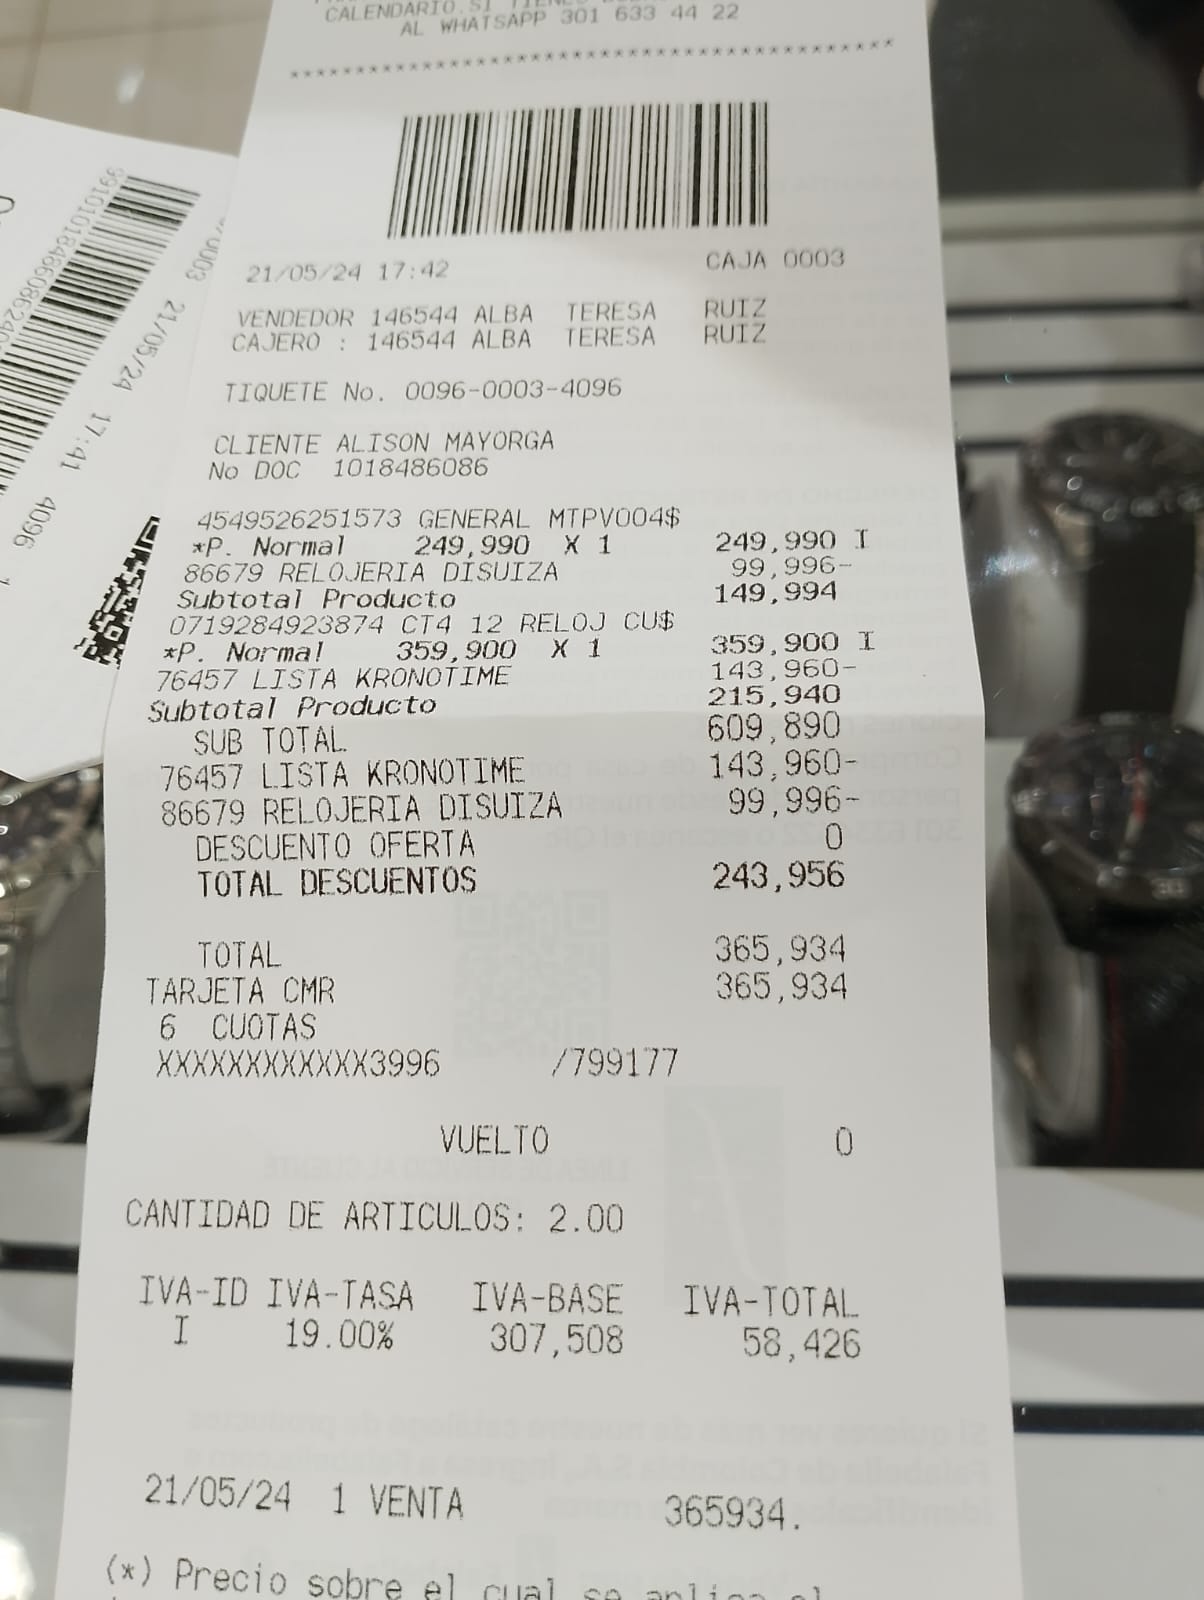 AL WHATSAPP 301 633 44 22
********************************************
21/05/24 17:42 CAJA 0003
VENDEDOR 146544 ALBA TERESA RUIZ
CAJERO : 146544 ALBA TERESA RUIZ
TIQUETE No. 0096-0003-4096
CLIENTE ALISON MAYORGA
No DOC 1018486086
4549526251573 GENERAL MTPV004$
*P. Normal 249,990 X 1 249,990 I
86679 RELOJERIA DISUIZA 99,996-
Subtotal Producto 149,994
0719284923874 CT4 12 RELOJ CU$
*P. Normal 359,900 X 1 359,900 I
76457 LISTA KRONOTIME 143,960-
Subtotal Producto 215,940
SUB TOTAL 609,890
76457 LISTA KRONOTIME 143,960-
86679 RELOJERIA DISUIZA 99,996-
DESCUENTO OFERTA 0
TOTAL DESCUENTOS 243,956
TOTAL 365,934
TARJETA CMR 365,934
6 CUOTAS
XXXXXXXXXXXX3996 /799177
VUELTO 0
CANTIDAD DE ARTICULOS: 2.00
IVA-ID IVA-TASA IVA-BASE IVA-TOTAL
I 19.00% 307,508 58,426
21/05/24 1 VENTA 365934.
(*) Precio sobre el cual se aplica el
21/05/24 17:41 4096